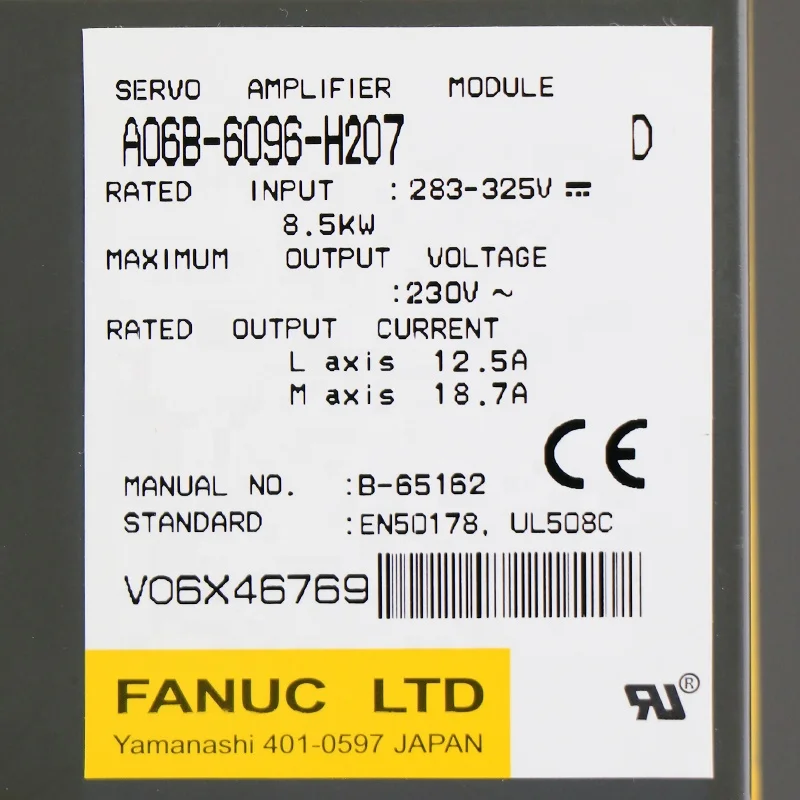 SERVO AMPLIFIER MODULE
A06B-6096-H207 D
RATED INPUT : 283-325V ⎓
8.5KW
MAXIMUM OUTPUT VOLTAGE
:230V ~
RATED OUTPUT CURRENT
L axis 12.5A
M axis 18.7A
CE
MANUAL NO. :B-65162
STANDARD :EN50178, UL508C
V06X46769
FANUC LTD
Yamanashi 401-0597 JAPAN
RU®